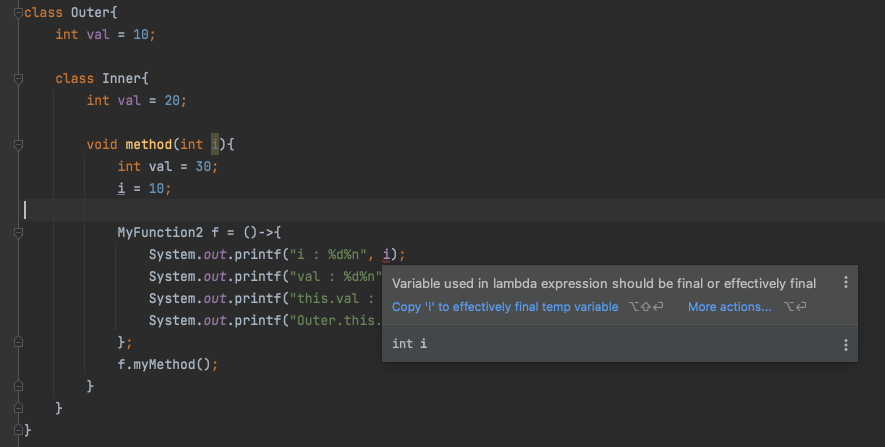 class Outer{
int val = 10;
class Inner{
int val = 20;
void method(int i){
int val = 30;
i = 10;
MyFunction2 f = ()->{
System.out.printf("i : %d%n", i);
System.out.printf("val : %d%n"
System.out.printf("this.val :
System.out.printf("Outer.this.
};
f.myMethod();
}
}
}
Variable used in lambda expression should be final or effectively final
Copy 'i' to effectively final temp variable ⌥⇧⏎ More actions... ⌥⏎
int i